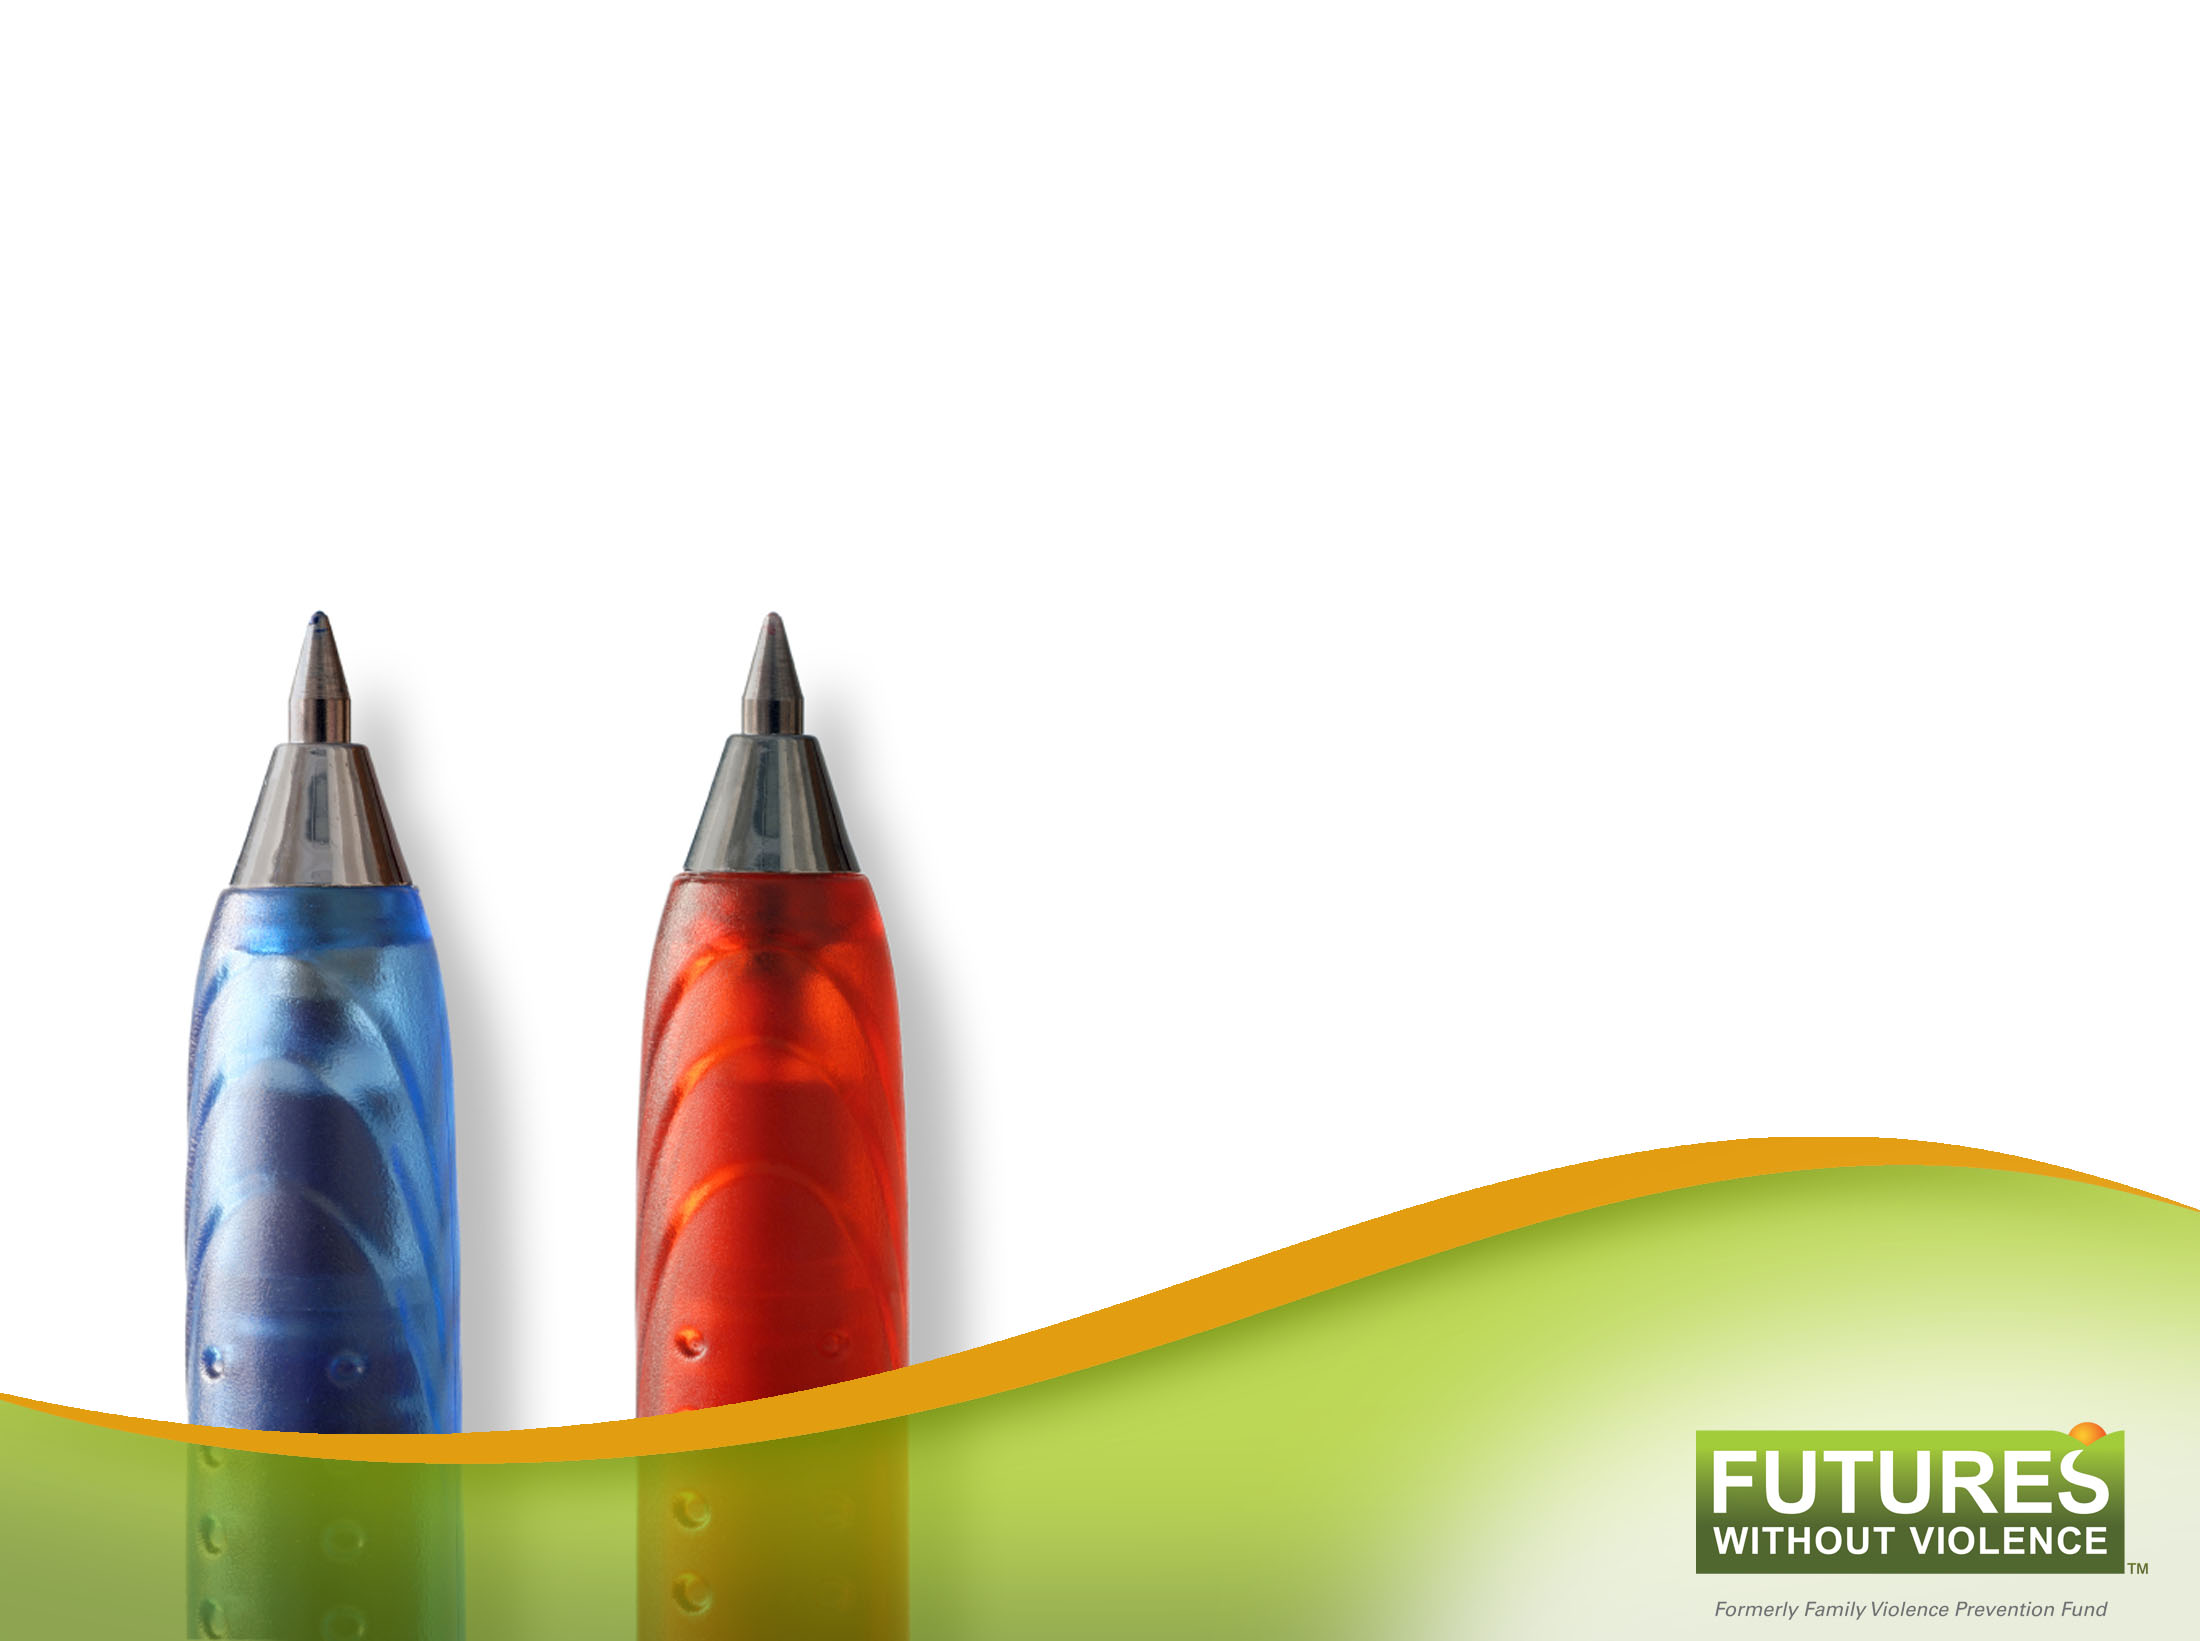 FUTURES
WITHOUT VIOLENCE
TM
Formerly Family Violence Prevention Fund